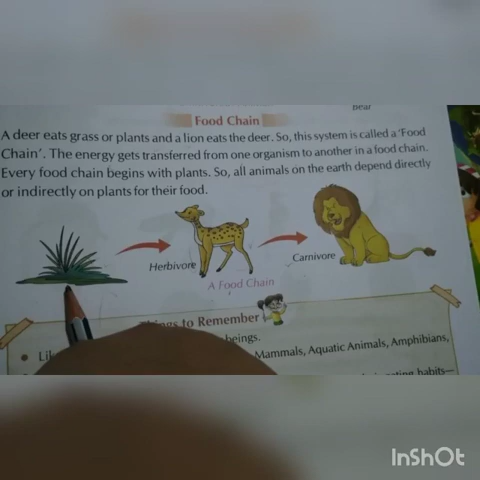 Bear
Food Chain
A deer eats grass or plants and a lion eats the deer. So, this system is called a 'Food
Chain'. The energy gets transferred from one organism to another in a food chain.
Every food chain begins with plants. So, all animals on the earth depend directly
or indirectly on plants for their food.
Herbivore
Carnivore
A Food Chain
to Remember
beings.
Mammals, Aquatic Animals, Amphibians,
habits—
InShOt